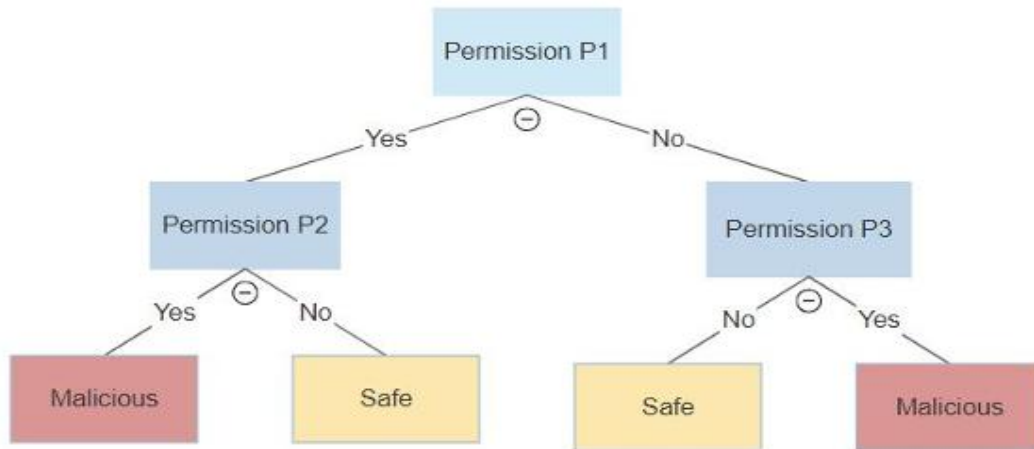 Permission P1
Yes
No
Permission P2
Permission P3
Yes
No
No
Yes
Malicious
Safe
Safe
Malicious